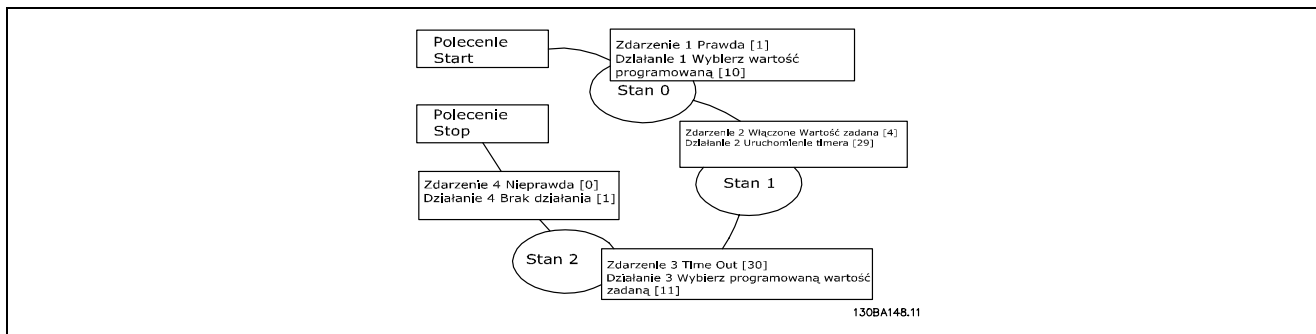 Polecenie
Start
Zdarzenie 1 Prawda [1]
Działanie 1 Wybierz wartość
programowaną [10]
Stan 0
Polecenie
Stop
Zdarzenie 2 Włączone Wartość zadana [4]
Działanie 2 Uruchomienie timera [29]
Stan 1
Zdarzenie 4 Nieprawda [0]
Działanie 4 Brak działania [1]
Stan 2
Zdarzenie 3 Time Out [30]
Działanie 3 Wybierz programowaną wartość
zadaną [11]
130BA148.11